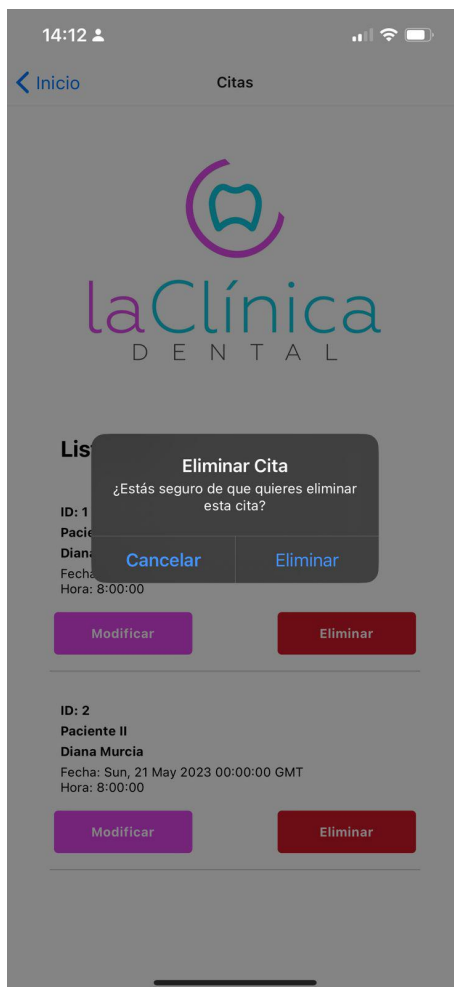 14:12
Inicio
Citas
laClínica
DENTAL
Lis
Eliminar Cita
¿Estás seguro de que quieres eliminar
esta cita?
Cancelar
Eliminar
ID: 1
Pacie
Dian
Fecha
Hora: 8:00:00
Modificar
Eliminar
ID: 2
Paciente II
Diana Murcia
Fecha: Sun, 21 May 2023 00:00:00 GMT
Hora: 8:00:00
Modificar
Eliminar